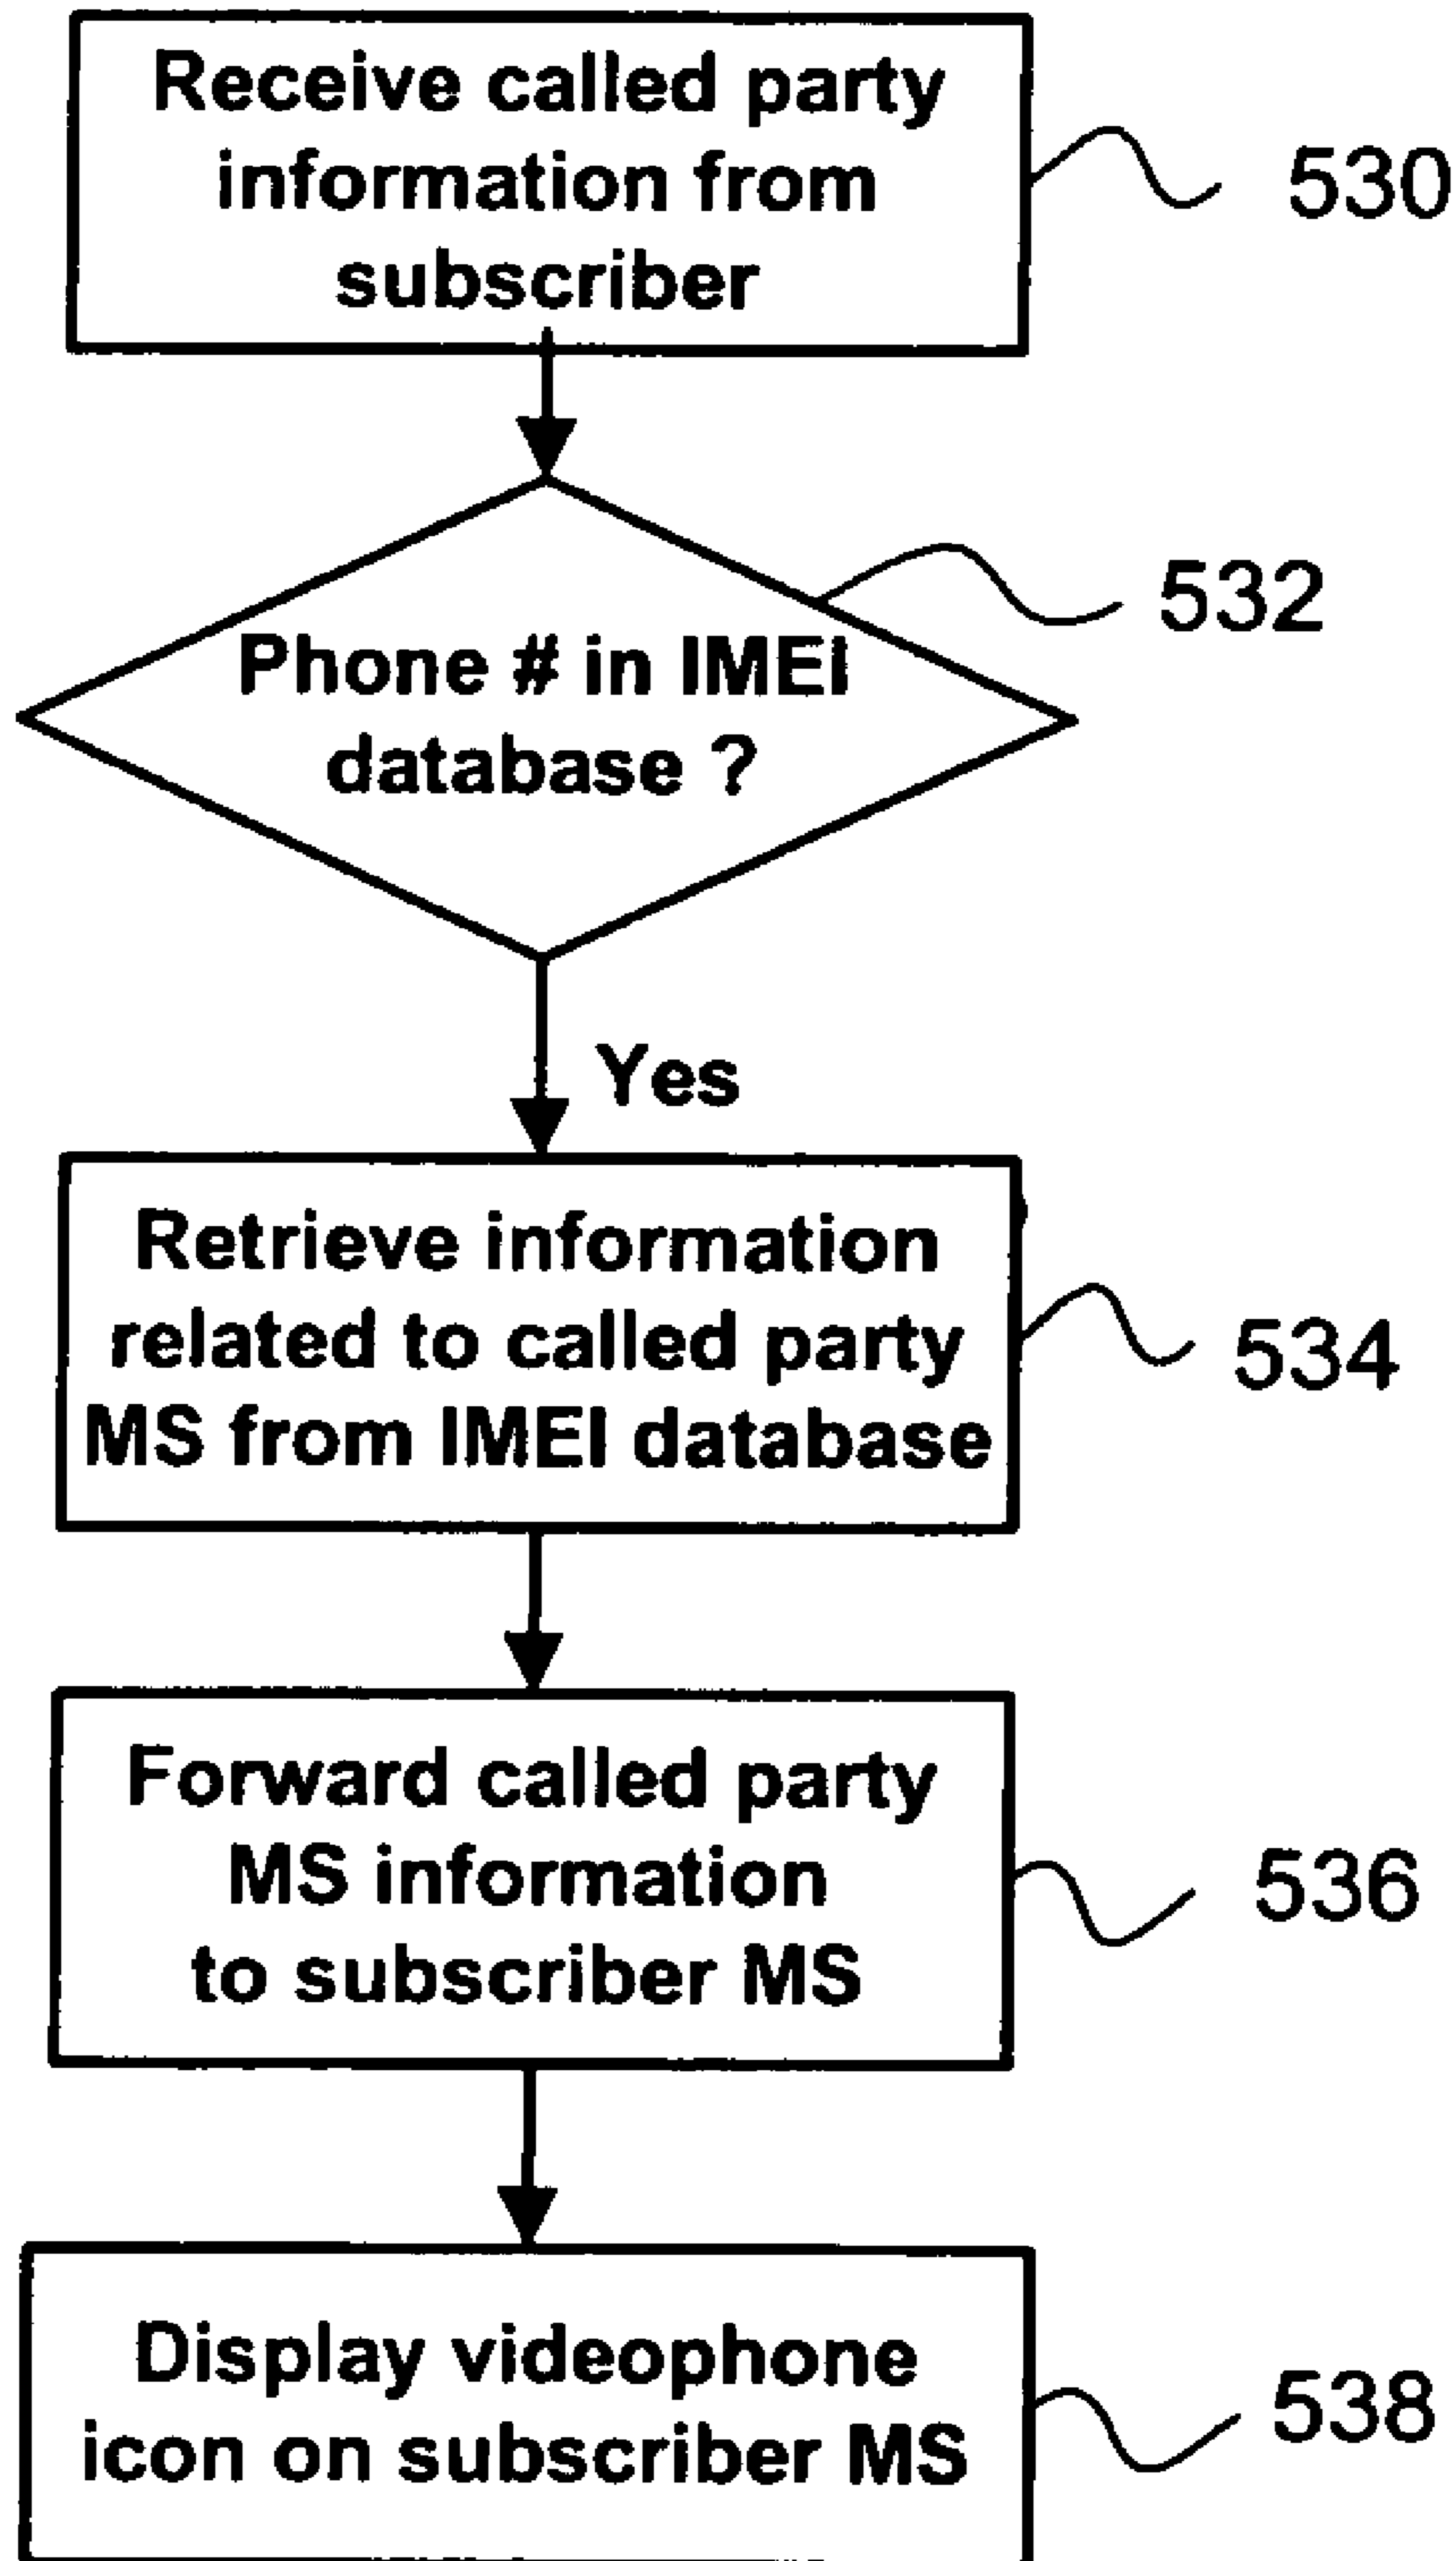 Receive called party
information from
subscriber
530
532
Phone # in IMEI
database ?
Yes
Retrieve information
related to called party
MS from IMEI database
534
Forward called party
MS information
to subscriber MS
536
Display videophone
icon on subscriber MS
538